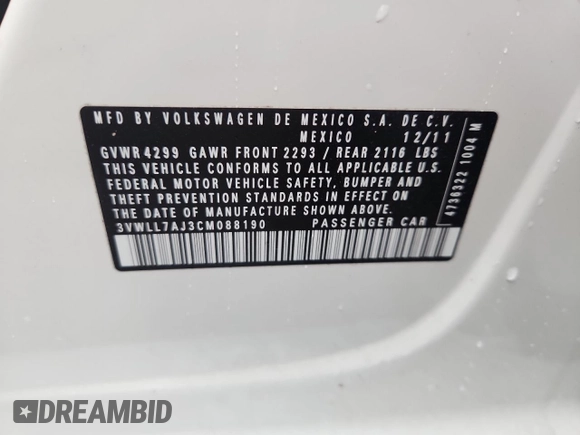 MFD BY VOLKSWAGEN DE MEXICO S.A. DE C.V.
MEXICO 12/11
GVWR 4299 GAWR FRONT 2293 / REAR 2116 LBS
THIS VEHICLE CONFORMS TO ALL APPLICABLE U.S.
FEDERAL MOTOR VEHICLE SAFETY, BUMPER AND
THEFT PREVENTION STANDARDS IN EFFECT ON
THE DATE OF MANUFACTURE SHOWN ABOVE.
3VWLL7AJ3CM088190 PASSENGER CAR
4736322 1004 M
DREAMBID